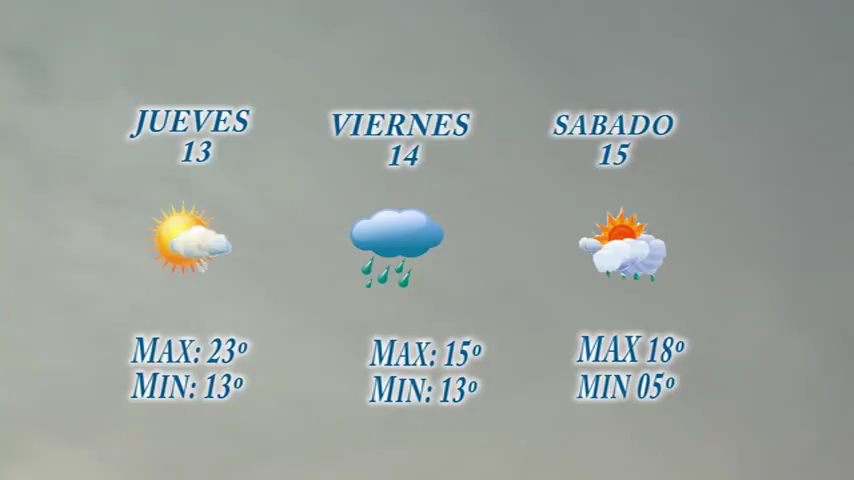 JUEVES
13
MAX: 23º
MIN: 13º
VIERNES
14
MAX: 15º
MIN: 13º
SABADO
15
MAX 18º
MIN 05º